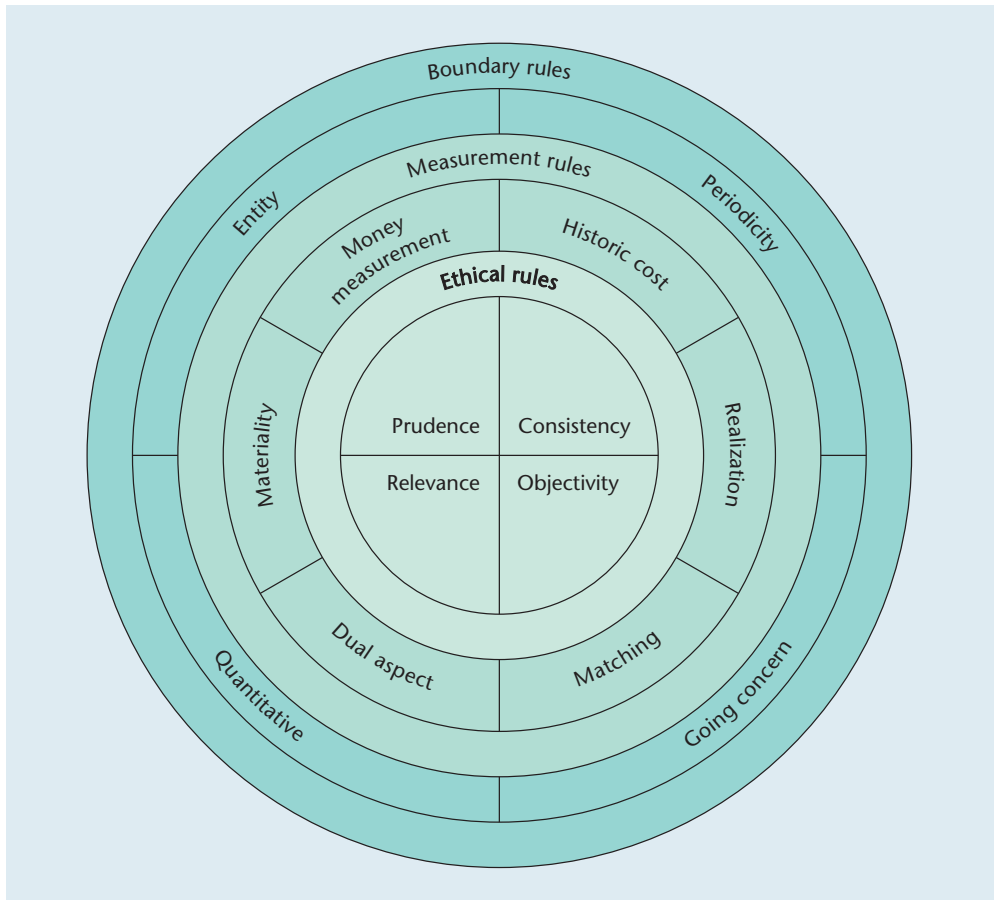 Boundary rules
Entity
Periodicity
Measurement rules
Money
measurement
Historic cost
Ethical rules
Materiality
Realization
Prudence
Consistency
Relevance
Objectivity
Dual aspect
Matching
Quantitative
Going concern